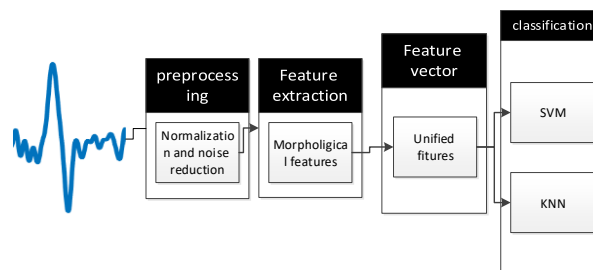 preprocess
ing
Normalizatio
n and noise
reduction
Feature
extraction
Morpholigica
l features
Feature
vector
Unified
fitures
classification
SVM
KNN